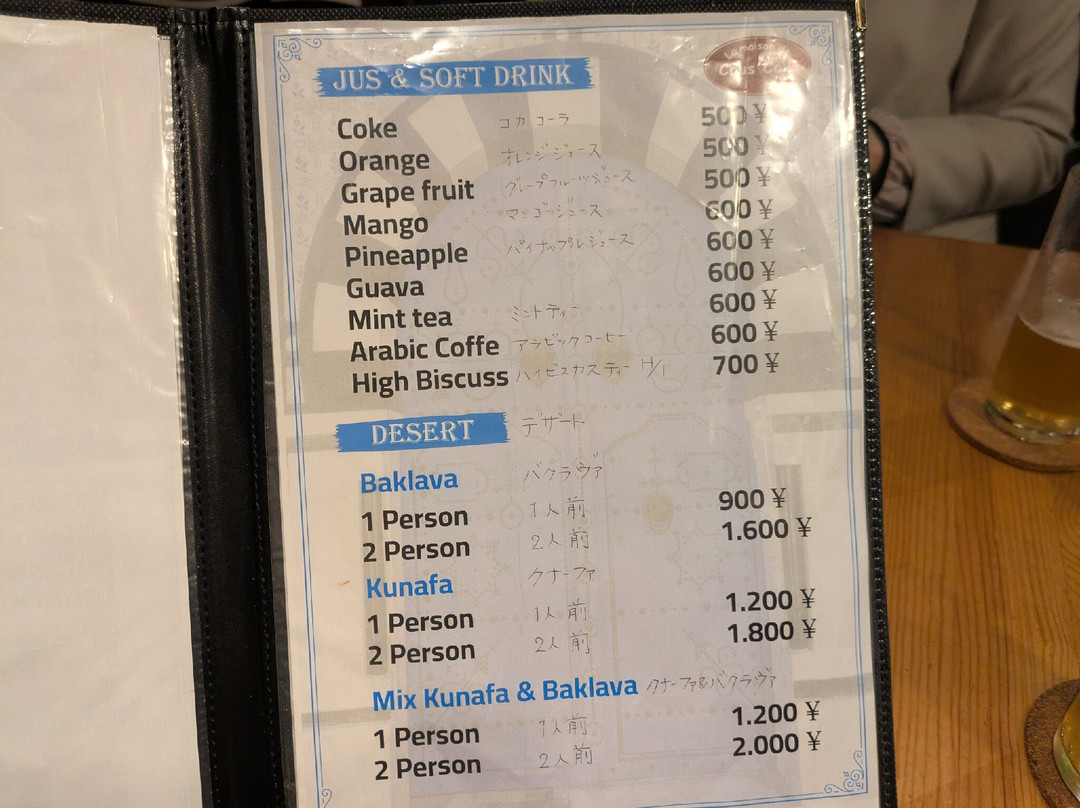 La maison de
Cous Cous
JUS & SOFT DRINK
Coke コカコーラ 500 ¥
Orange オレンジジュース 500 ¥
Grape fruit グレープフルーツジュース 500 ¥
Mango マンゴージュース 600 ¥
Pineapple パイナップルジュース 600 ¥
Guava 600 ¥
Mint tea ミントティー 600 ¥
Arabic Coffe アラビックコーヒー 600 ¥
High Biscuss ハイビスカスティー H/I 700 ¥
DESERT デザート
Baklava バクラヴァ
1 Person 1人前 900 ¥
2 Person 2人前 1.600 ¥
Kunafa クナーファ
1 Person 1人前 1.200 ¥
2 Person 2人前 1.800 ¥
Mix Kunafa & Baklava クナーファ&バクラヴァ
1 Person 1人前 1.200 ¥
2 Person 2人前 2.000 ¥